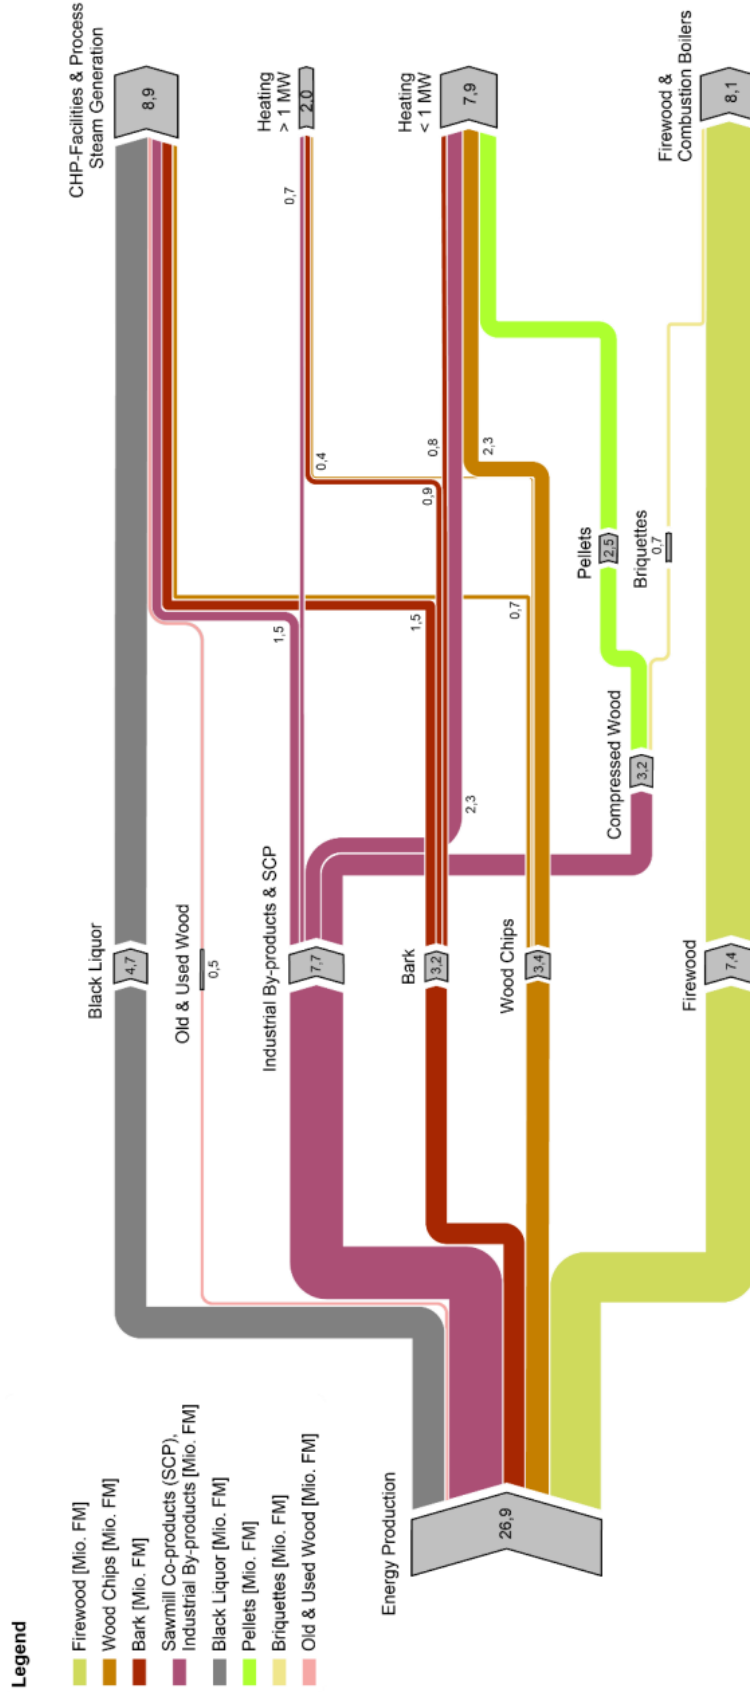 Legend
Firewood [Mio. FM]
Wood Chips [Mio. FM]
Bark [Mio. FM]
Sawmill Co-products (SCP),
Industrial By-products [Mio. FM]
Black Liquor [Mio. FM]
Pellets [Mio. FM]
Briquettes [Mio. FM]
Old & Used Wood [Mio. FM]
Energy Production
26,9
Black Liquor
4,7
Old & Used Wood
0,5
Industrial By-products & SCP
7,7
Bark
3,2
Wood Chips
3,4
Firewood
7,4
2,3
Compressed Wood
3,2
1,5
1,5
0,7
Pellets
2,5
Briquettes
0,7
0,4
0,9
0,8
2,3
0,7
CHP-Facilities & Process
Steam Generation
8,9
Heating
> 1 MW
2,0
Heating
< 1 MW
7,9
Firewood &
Combustion Boilers
8,1